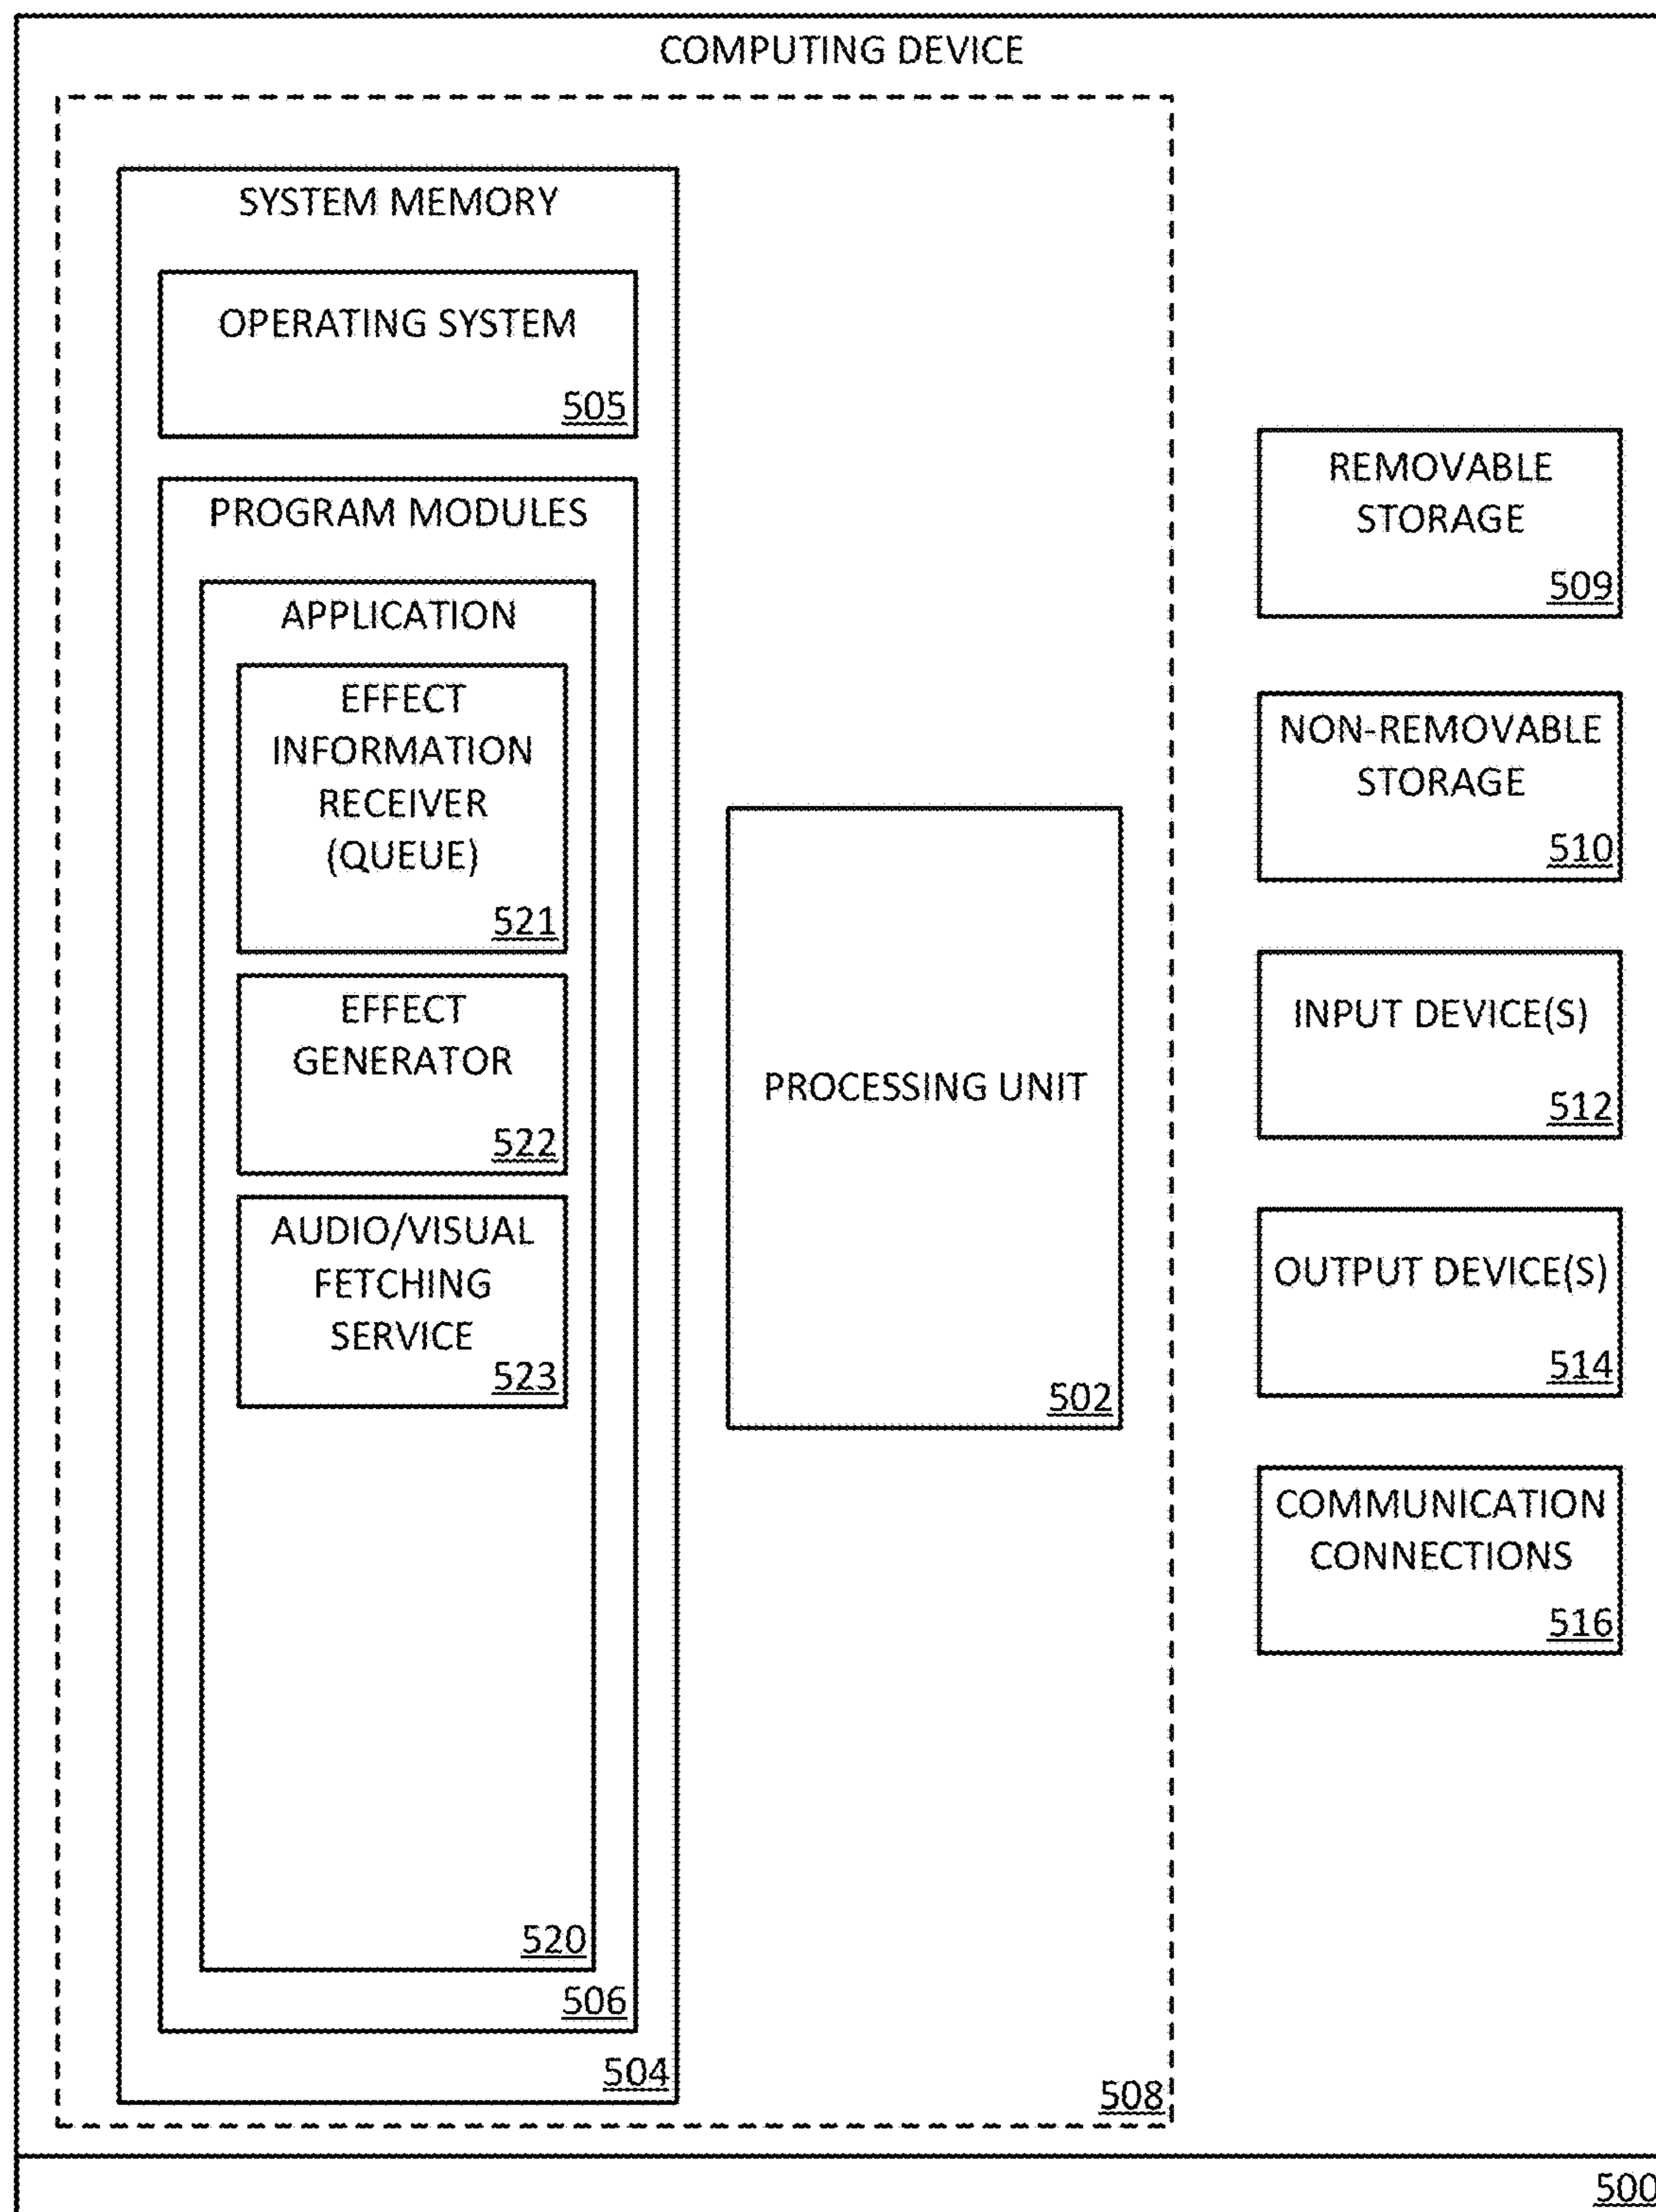 COMPUTING DEVICE
SYSTEM MEMORY
OPERATING SYSTEM
505
PROGRAM MODULES
APPLICATION
EFFECT
INFORMATION
RECEIVER
(QUEUE)
521
EFFECT
GENERATOR
522
AUDIO/VISUAL
FETCHING
SERVICE
523
520
506
504
PROCESSING UNIT
502
508
REMOVABLE
STORAGE
509
NON-REMOVABLE
STORAGE
510
INPUT DEVICE(S)
512
OUTPUT DEVICE(S)
514
COMMUNICATION
CONNECTIONS
516
500